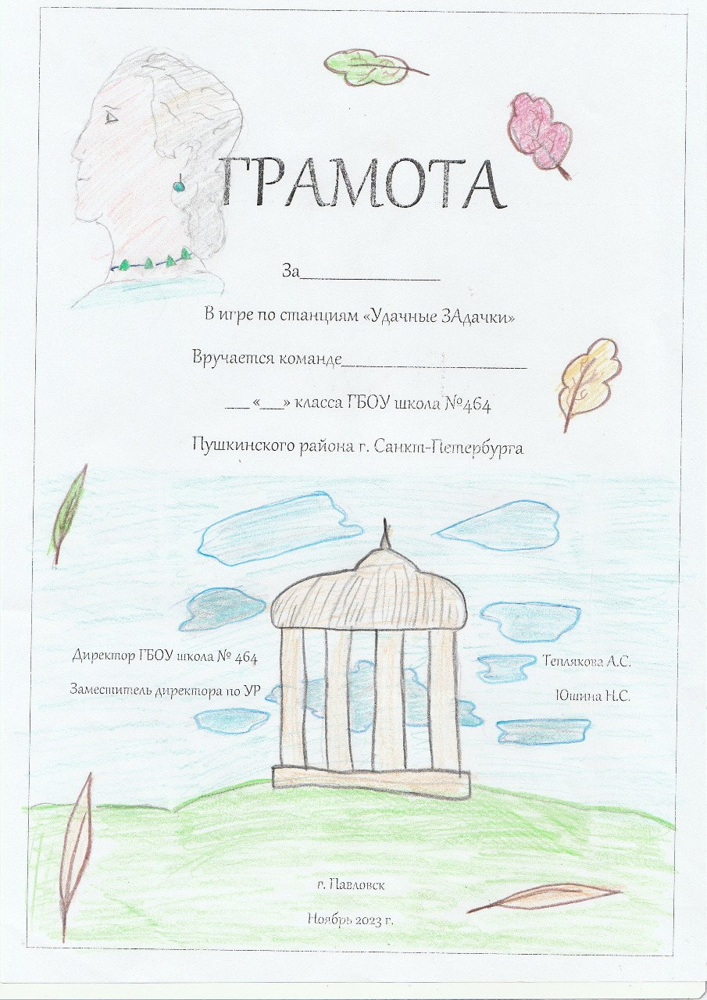 ГРАМОТА
За_______________
В игре по станциям «Удачные ЗАдачки»
Вручается команде____________________
___ «___» класса ГБОУ школа №464
Пушкинского района г. Санкт-Петербурга
Директор ГБОУ школа № 464 Теплякова А.С.
Заместитель директора по УР Юшина Н.С.
г. Павловск
Ноябрь 2023 г.